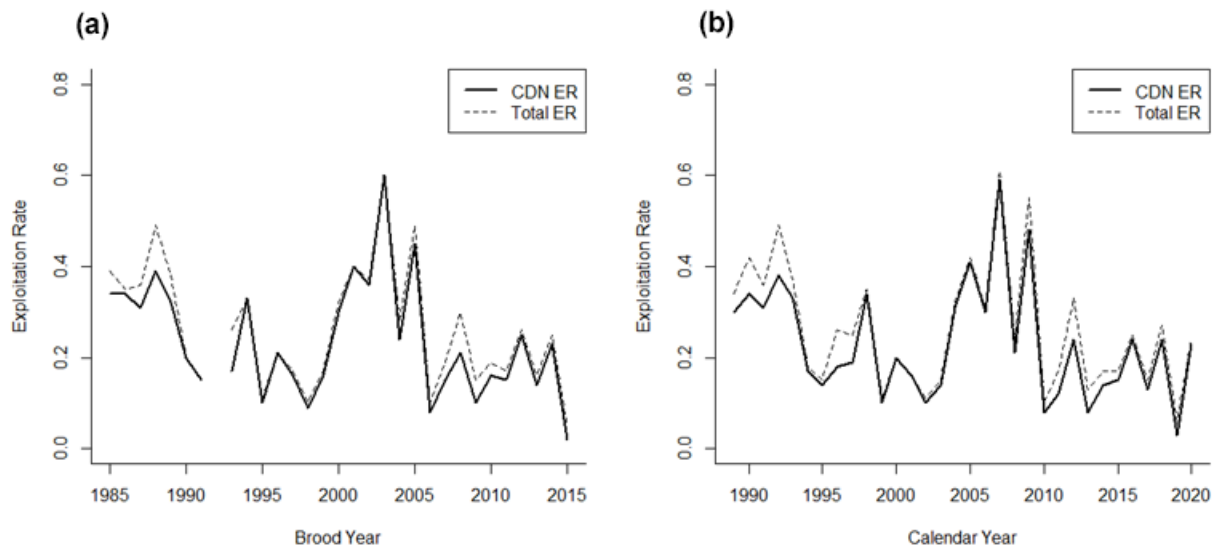 (a)
CDN ER
Total ER
Exploitation Rate
0.8
0.6
0.4
0.2
0.0
1985 1990 1995 2000 2005 2010 2015
Brood Year
(b)
CDN ER
Total ER
Exploitation Rate
0.8
0.6
0.4
0.2
0.0
1990 1995 2000 2005 2010 2015 2020
Calendar Year